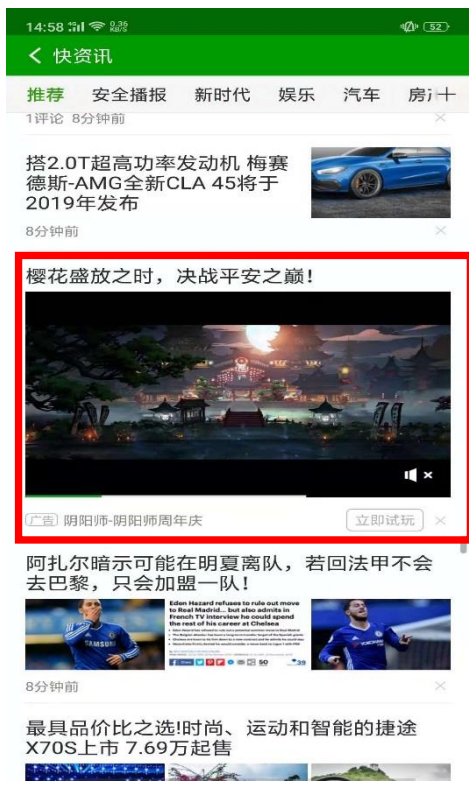 14:58 0.36 KB/S 52
快资讯
推荐 安全播报 新时代 娱乐 汽车 房产
1评论 8分钟前
搭2.0T超高功率发动机 梅赛
德斯-AMG全新CLA 45将于
2019年发布
8分钟前
樱花盛放之时，决战平安之巅！
广告 阴阳师-阴阳师周年庆 立即试玩
阿扎尔暗示可能在明夏离队，若回法甲不会
去巴黎，只会加盟一队！
Eden Hazard refuses to rule out move
to Real Madrid... but also admits in
French TV interview he could spend
the rest of his career at Chelsea
50 39
SAMSUNG
8分钟前
最具品价比之选!时尚、运动和智能的捷途
X70S上市 7.69万起售